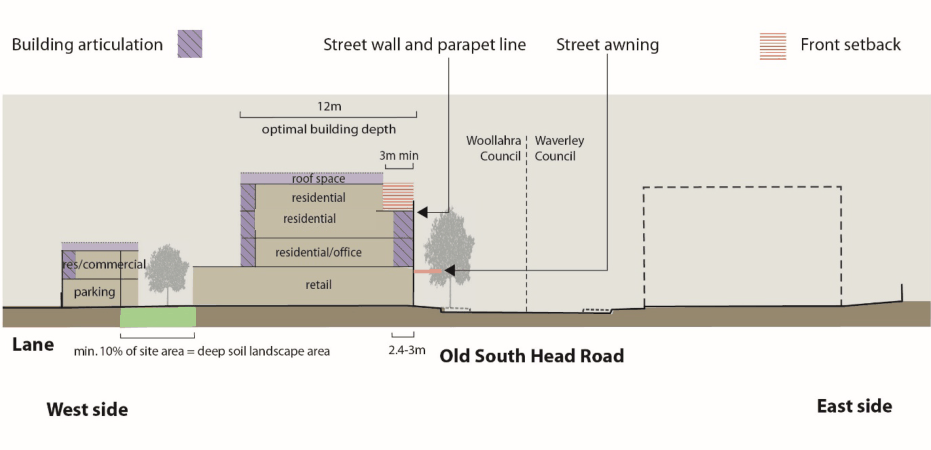 Building articulation
Street wall and parapet line
Street awning
Front setback
12m
optimal building depth
Woollahra
Council
Waverley
Council
3m min
roof space
residential
residential
residential/office
retail
res/commercial
parking
Lane
min. 10% of site area = deep soil landscape area
2.4-3m
Old South Head Road
West side
East side